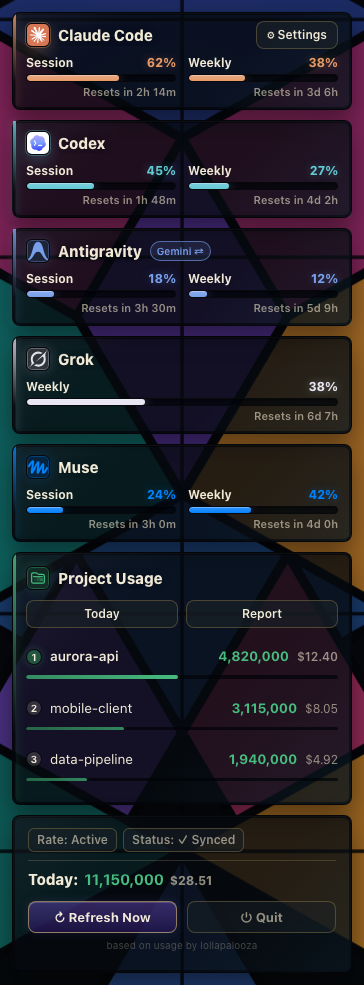 Claude Code
⚙ Settings
Session 62% Weekly 38%
Resets in 2h 14m Resets in 3d 6h
Codex
Session 45% Weekly 27%
Resets in 1h 48m Resets in 4d 2h
Antigravity Gemini ⇄
Session 18% Weekly 12%
Resets in 3h 30m Resets in 5d 9h
Grok
Weekly 38%
Resets in 6d 7h
Muse
Session 24% Weekly 42%
Resets in 3h 0m Resets in 4d 0h
Project Usage
Today Report
1 aurora-api 4,820,000 $12.40
2 mobile-client 3,115,000 $8.05
3 data-pipeline 1,940,000 $4.92
Rate: Active Status: ✓ Synced
Today: 11,150,000 $28.51
↻ Refresh Now ⏻ Quit
based on usage by lollapalooza